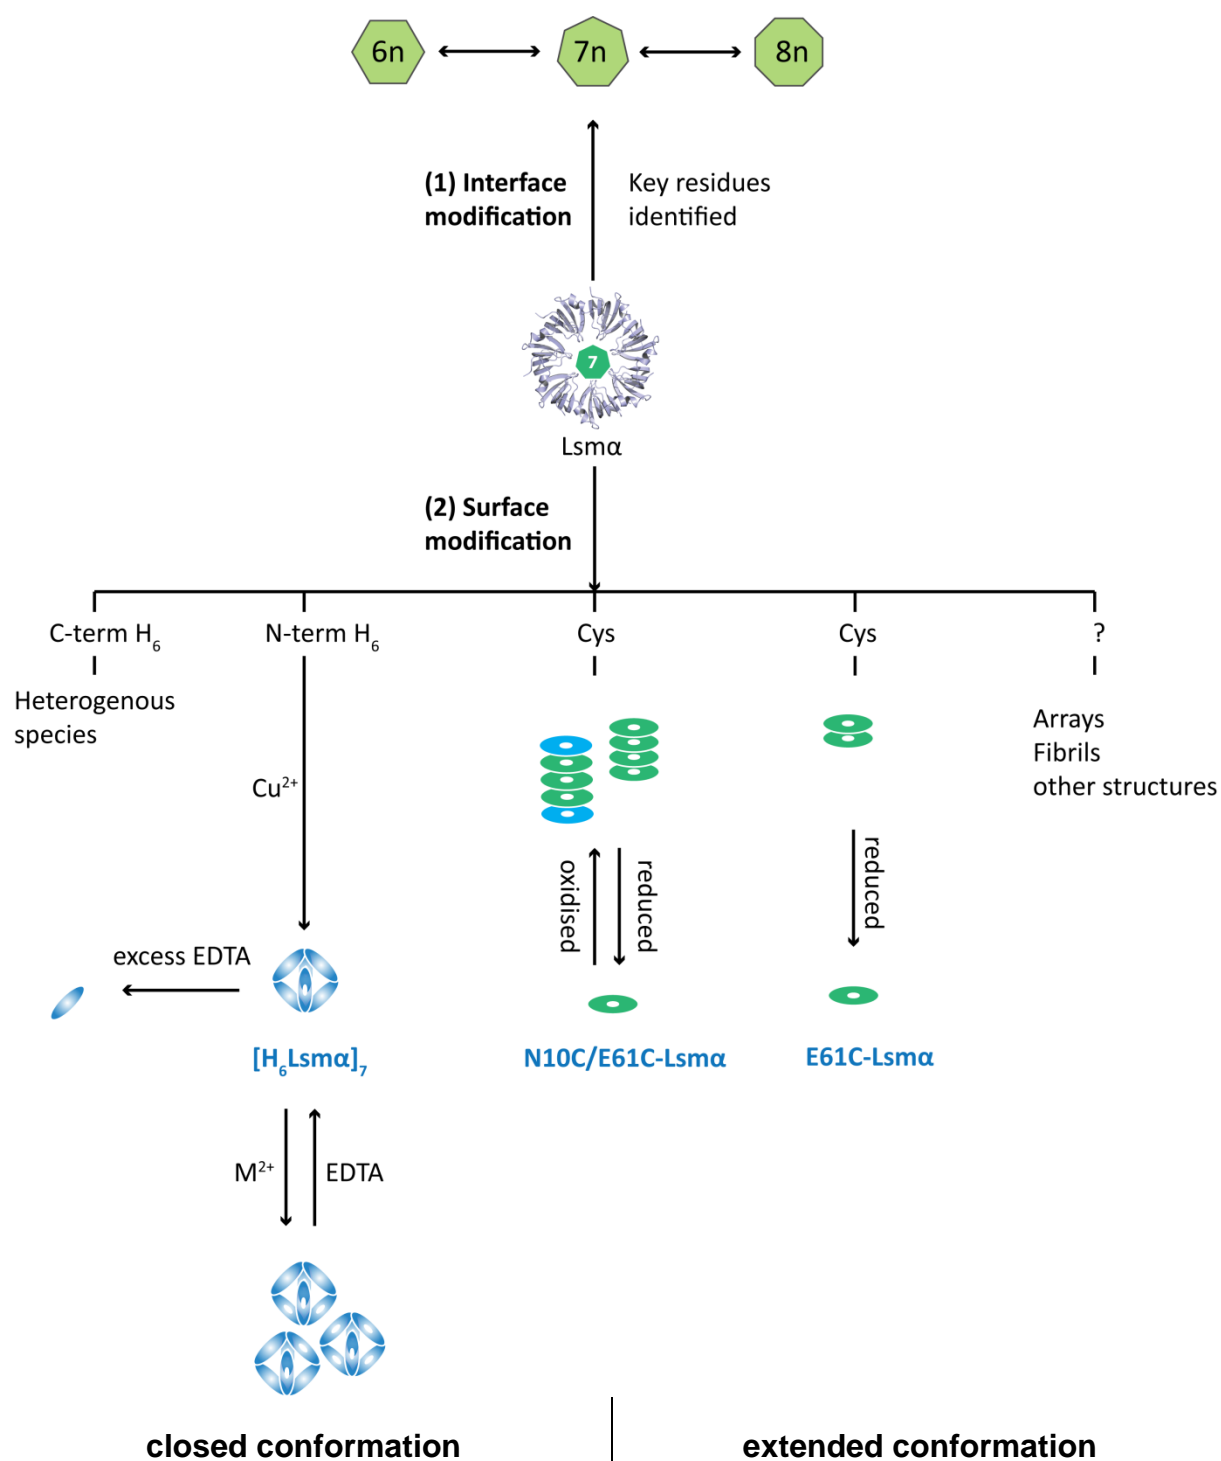 6n
7n
8n
(1) Interface
modification
Key residues
identified
7
Lsmα
(2) Surface
modification
C-term H₆
N-term H₆
Cys
Cys
?
Heterogenous
species
Arrays
Fibrils
other structures
Cu²⁺
oxidised
reduced
reduced
excess EDTA
[H₆Lsmα]₇
N10C/E61C-Lsmα
E61C-Lsmα
M²⁺
EDTA
closed conformation
extended conformation